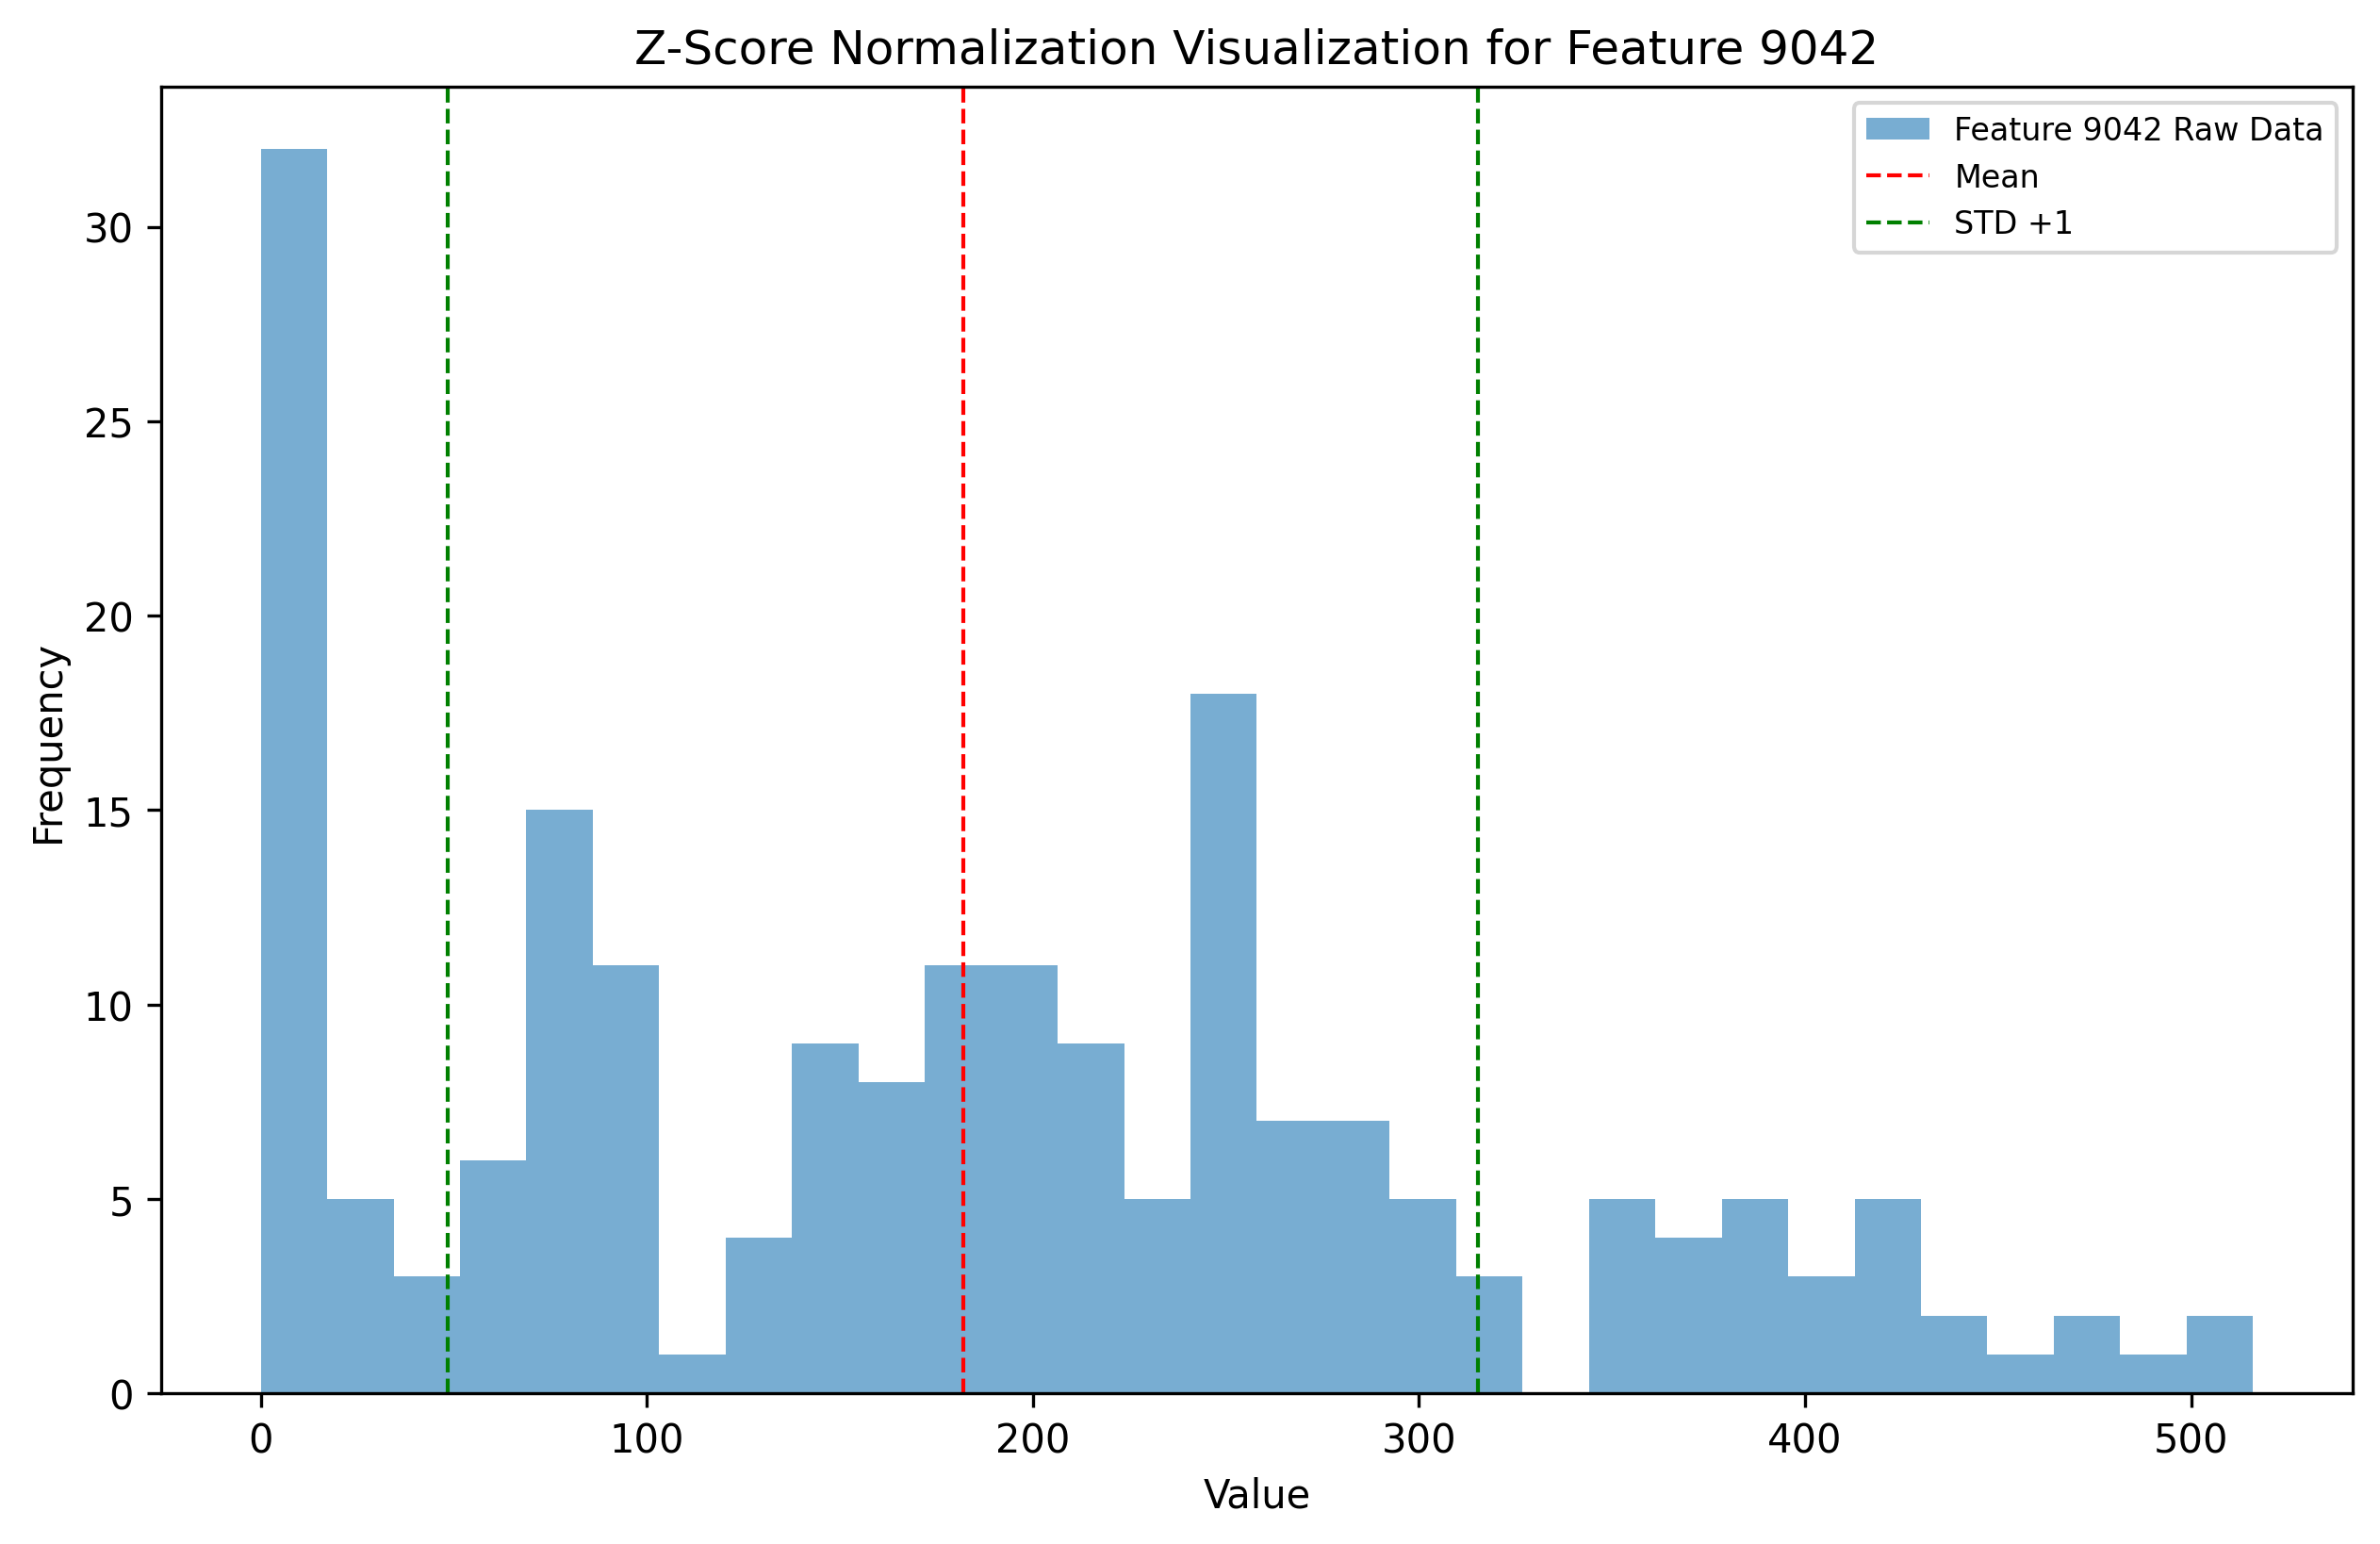 Z-Score Normalization Visualization for Feature 9042
Feature 9042 Raw Data
Mean
STD +1
30
25
20
15
10
5
0
Frequency
0 100 200 300 400 500
Value